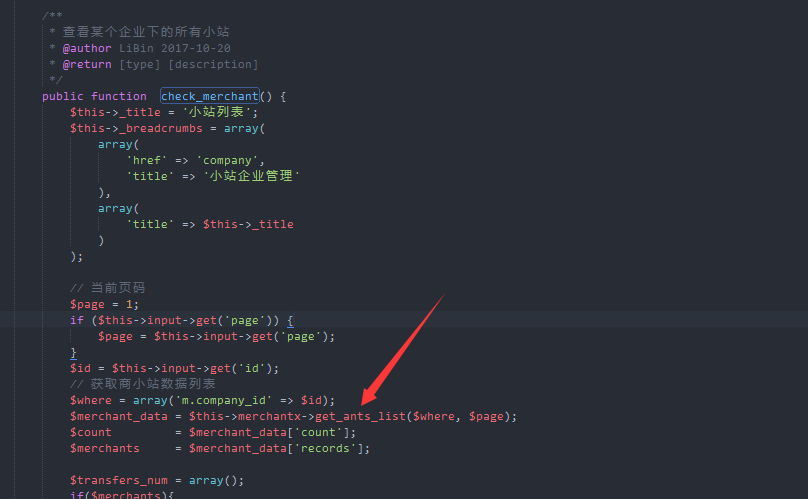 /**
 * 查看某个企业下的所有小站
 * @author LiBin 2017-10-20
 * @return [type] [description]
 */
public function  check_merchant() {
    $this->_title = '小站列表';
    $this->_breadcrumbs = array(
        array(
            'href' => 'company',
            'title' => '小站企业管理'
        ),
        array(
            'title' => $this->_title
        )
    );
    // 当前页码
    $page = 1;
    if ($this->input->get('page')) {
        $page = $this->input->get('page');
    }
    $id = $this->input->get('id');
    // 获取商小站数据列表
    $where = array('m.company_id' => $id);
    $merchant_data = $this->merchantx->get_ants_list($where, $page);
    $count         = $merchant_data['count'];
    $merchants     = $merchant_data['records'];
    $transfers_num = array();
    if($merchants){